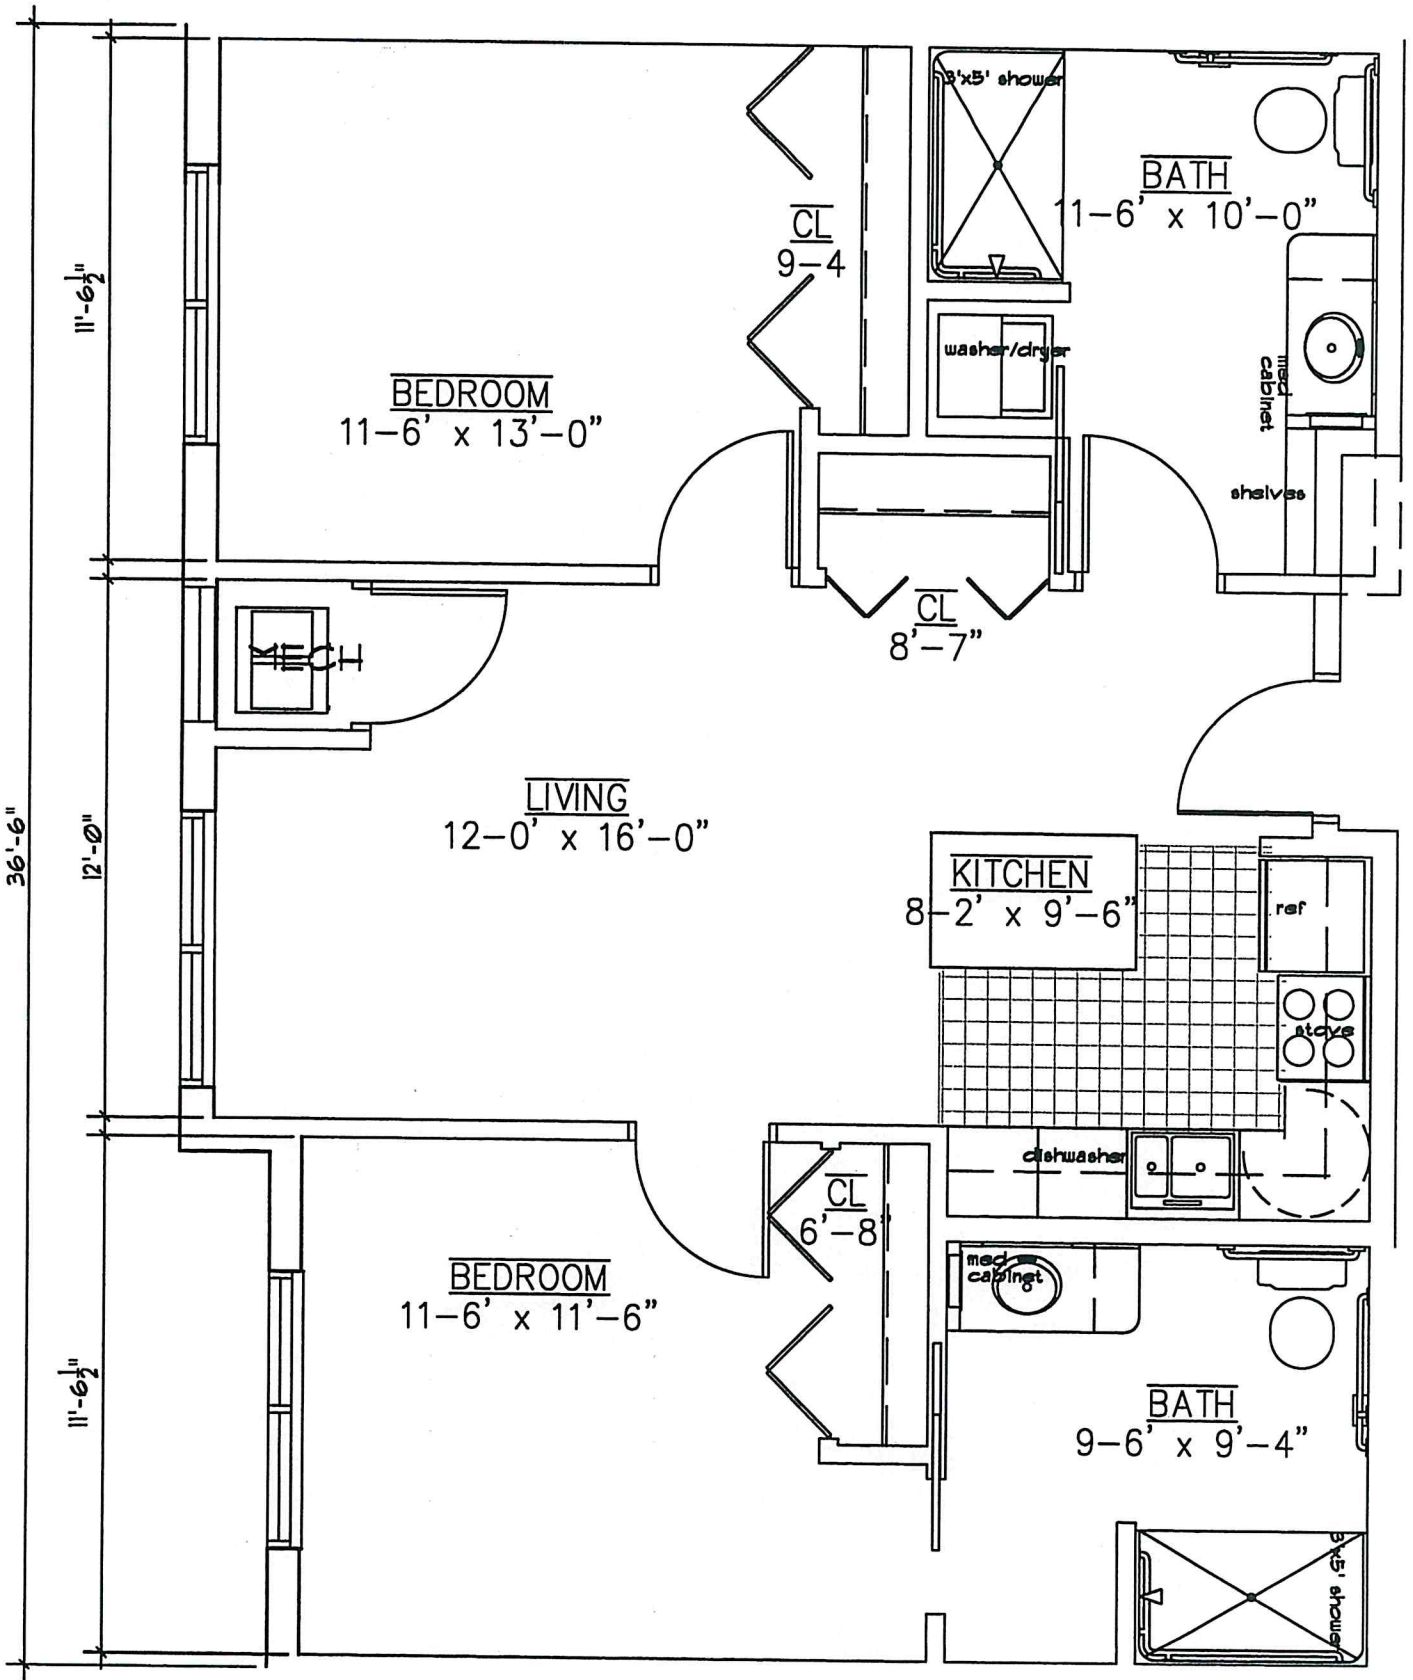 3'x5' shower
BATH
11-6' x 10'-0"
CL
9-4
11'-6½"
washer/dryer
med
cabinet
BEDROOM
11-6' x 13'-0"
shelves
CL
8'-7"
LIVING
12-0' x 16'-0"
36'-6"
12'-0"
KITCHEN
8-2' x 9'-6"
ref
stove
dishwasher
CL
6'-8
BEDROOM
11-6' x 11'-6"
med
cabinet
11'-6½"
BATH
9-6' x 9'-4"
3'x5' shower